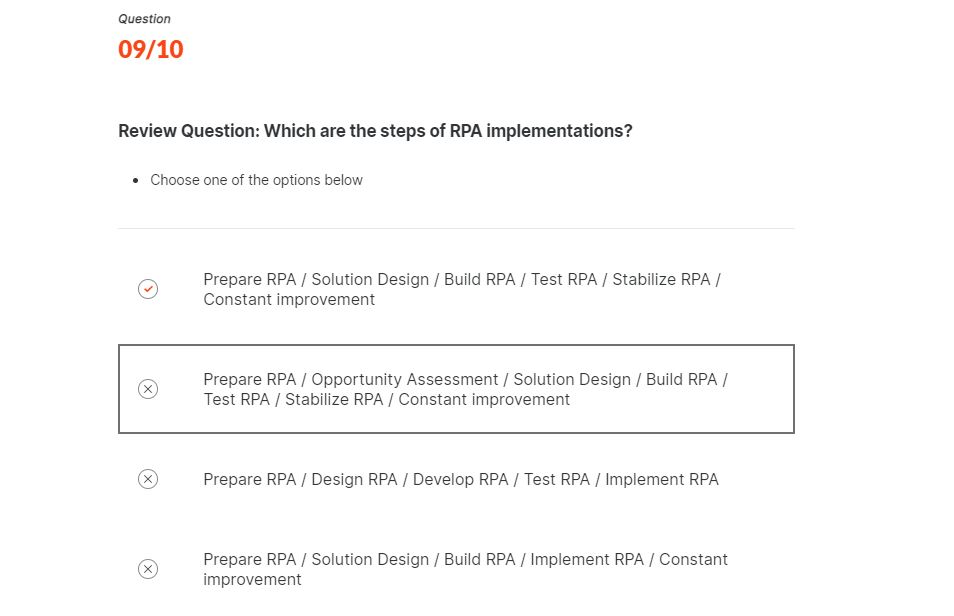 Question
09/10
Review Question: Which are the steps of RPA implementations?
Choose one of the options below
Prepare RPA / Solution Design / Build RPA / Test RPA / Stabilize RPA /
Constant improvement
Prepare RPA / Opportunity Assessment / Solution Design / Build RPA /
Test RPA / Stabilize RPA / Constant improvement
Prepare RPA / Design RPA / Develop RPA / Test RPA / Implement RPA
Prepare RPA / Solution Design / Build RPA / Implement RPA / Constant
improvement